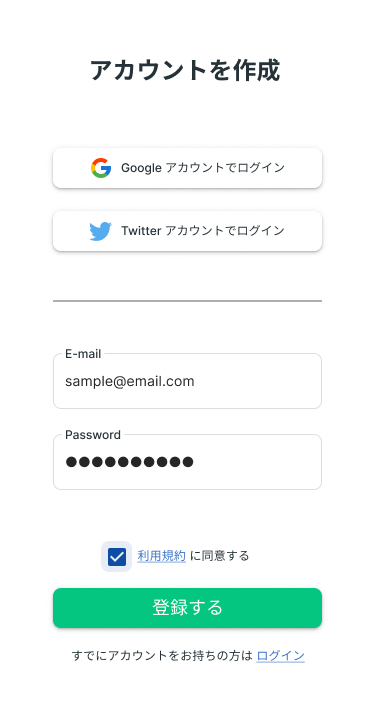 アカウントを作成
Google アカウントでログイン
Twitter アカウントでログイン
E-mail
sample@email.com
Password
●●●●●●●●●●
利用規約 に同意する
登録する
すでにアカウントをお持ちの方は ログイン